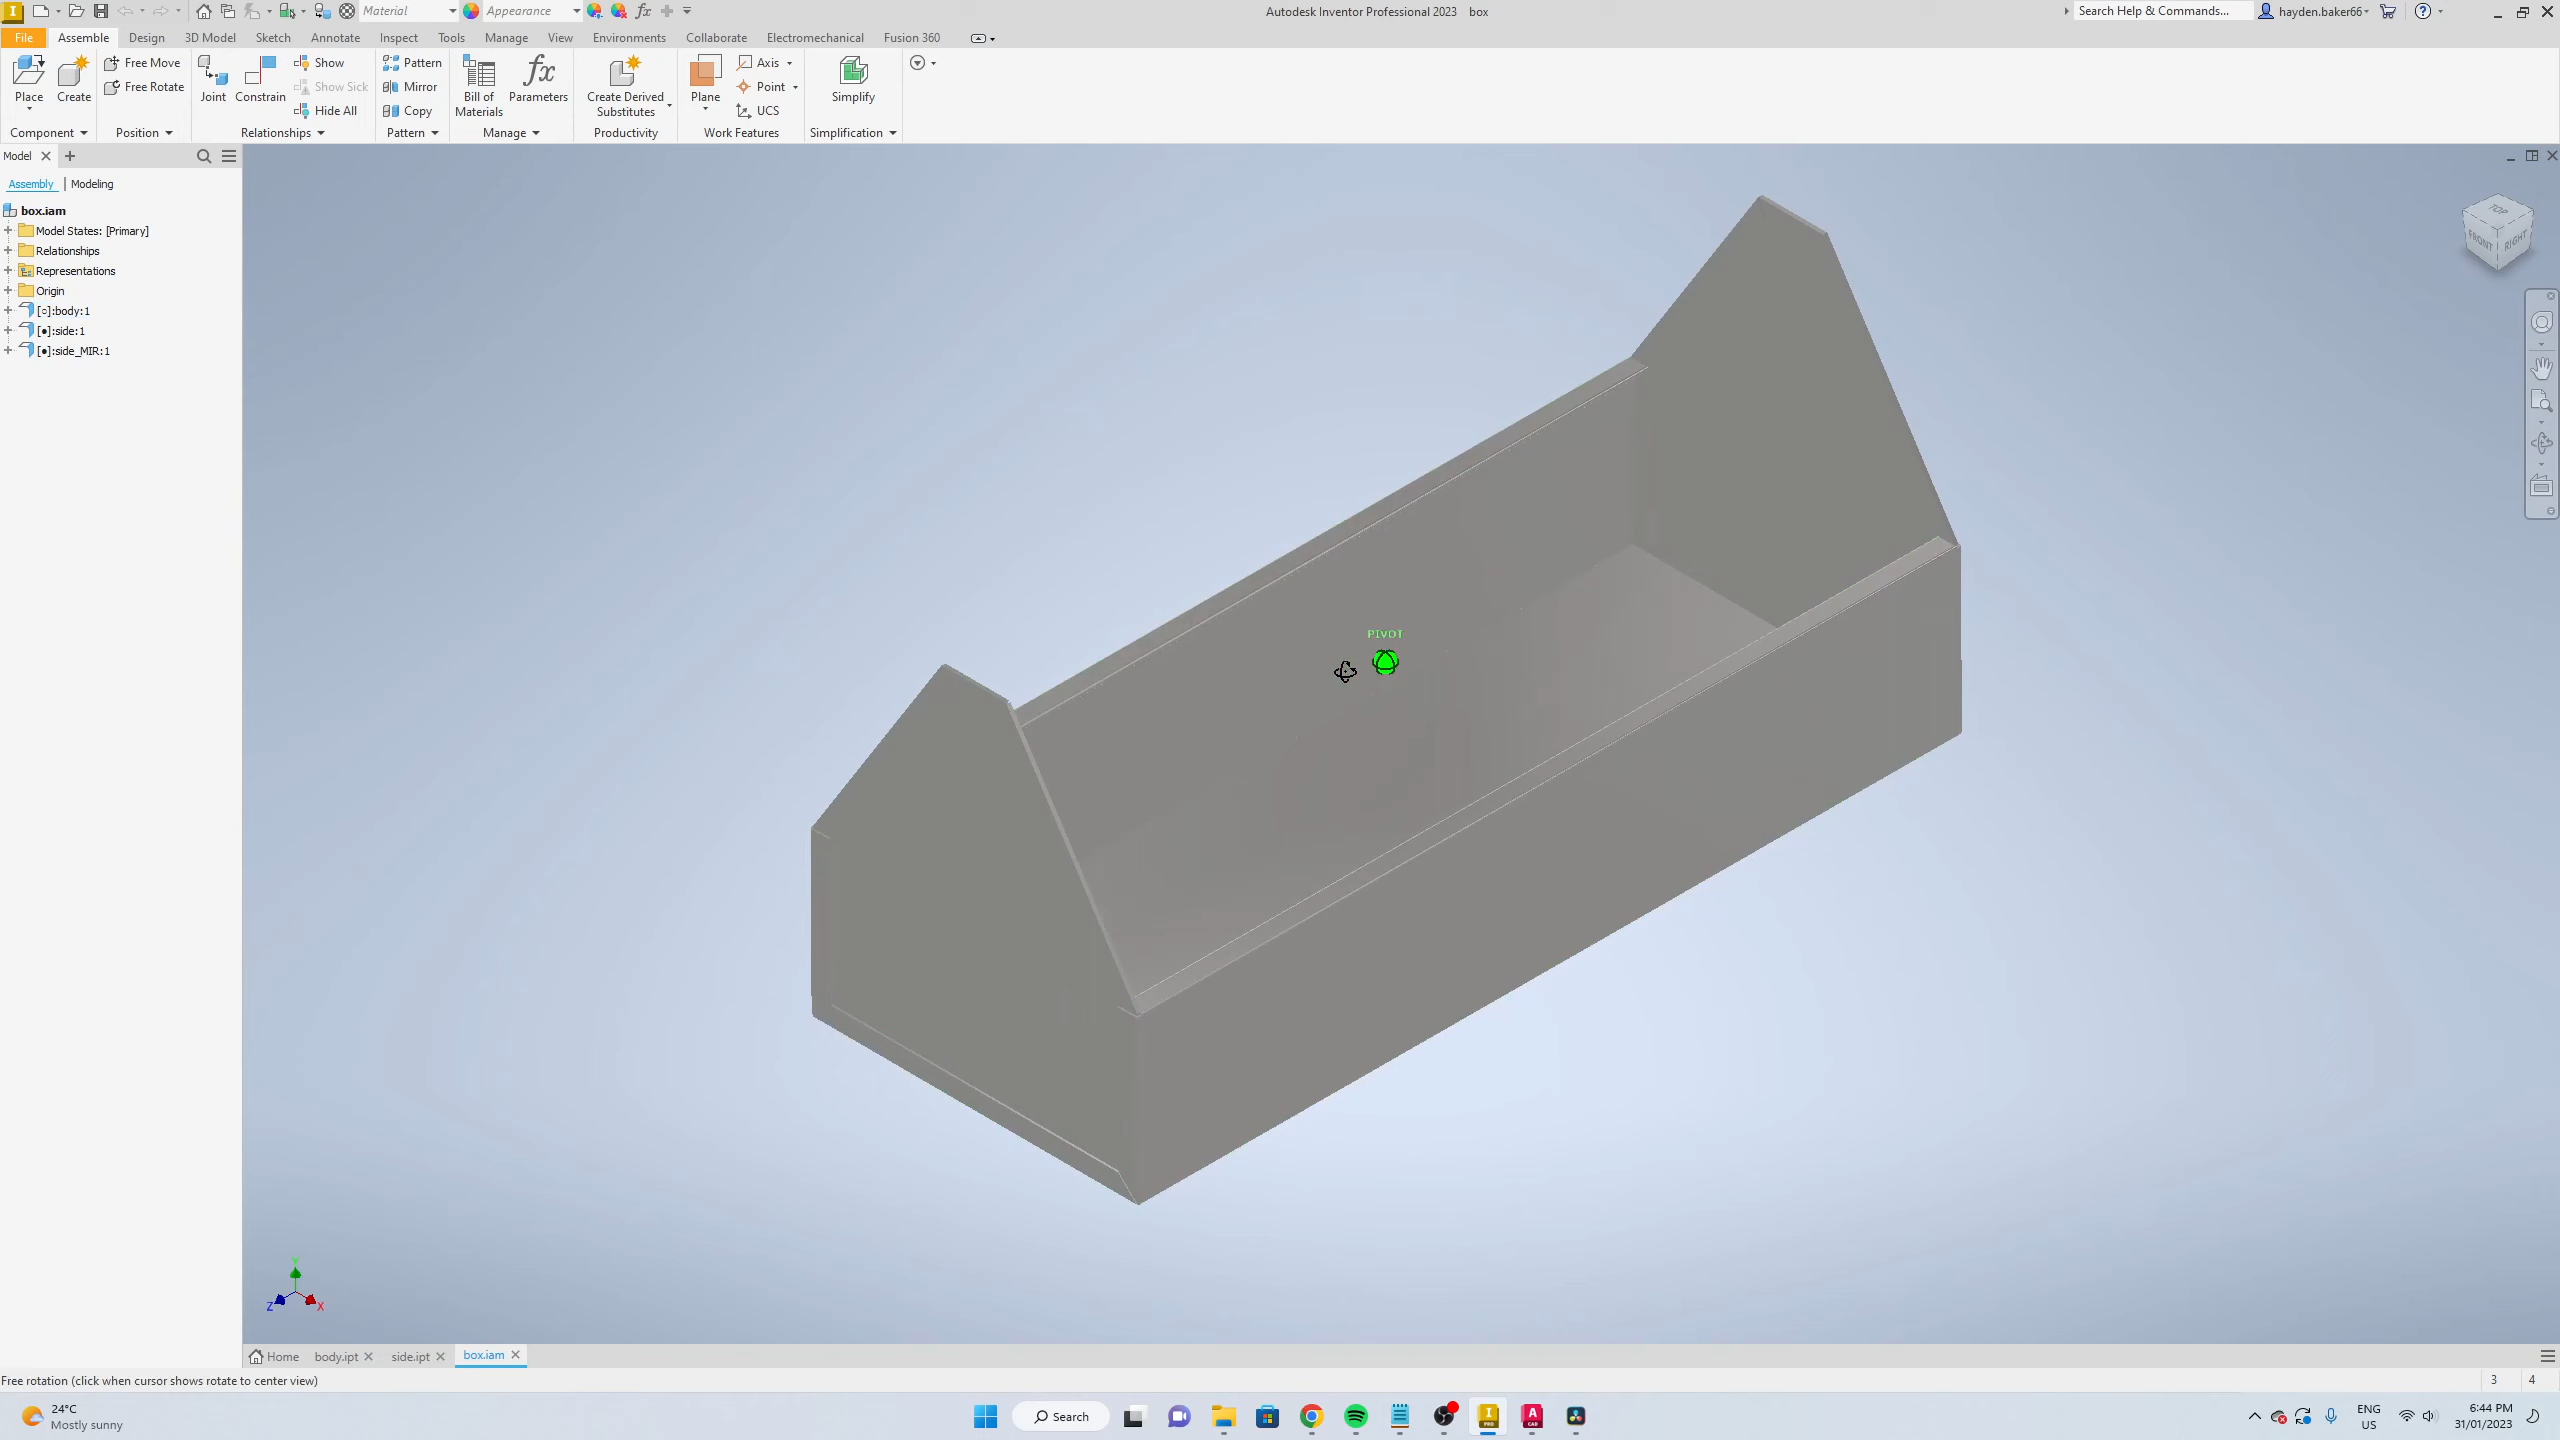 Material
Appearance
fx
Autodesk Inventor Professional 2023 box
Search Help & Commands...
hayden.baker66
File Assemble Design 3D Model Sketch Annotate Inspect Tools Manage View Environments Collaborate Electromechanical Fusion 360
Place
Create
Free Move
Free Rotate
Joint
Constrain
Show
Show Sick
Hide All
Pattern
Mirror
Copy
Bill of
Materials
fx
Parameters
Create Derived
Substitutes
Plane
Axis
Point
UCS
Simplify
Component Position Relationships Pattern Manage Productivity Work Features Simplification
Model
Assembly Modeling
box.iam
Model States: [Primary]
Relationships
Representations
Origin
[○]:body:1
[●]:side:1
[●]:side_MIR:1
TOP
FRONT RIGHT
PIVOT
Y
Z X
Home body.ipt side.ipt box.iam
Free rotation (click when cursor shows rotate to center view)
3 4
24°C
Mostly sunny
Search
ENG
US
6:44 PM
31/01/2023